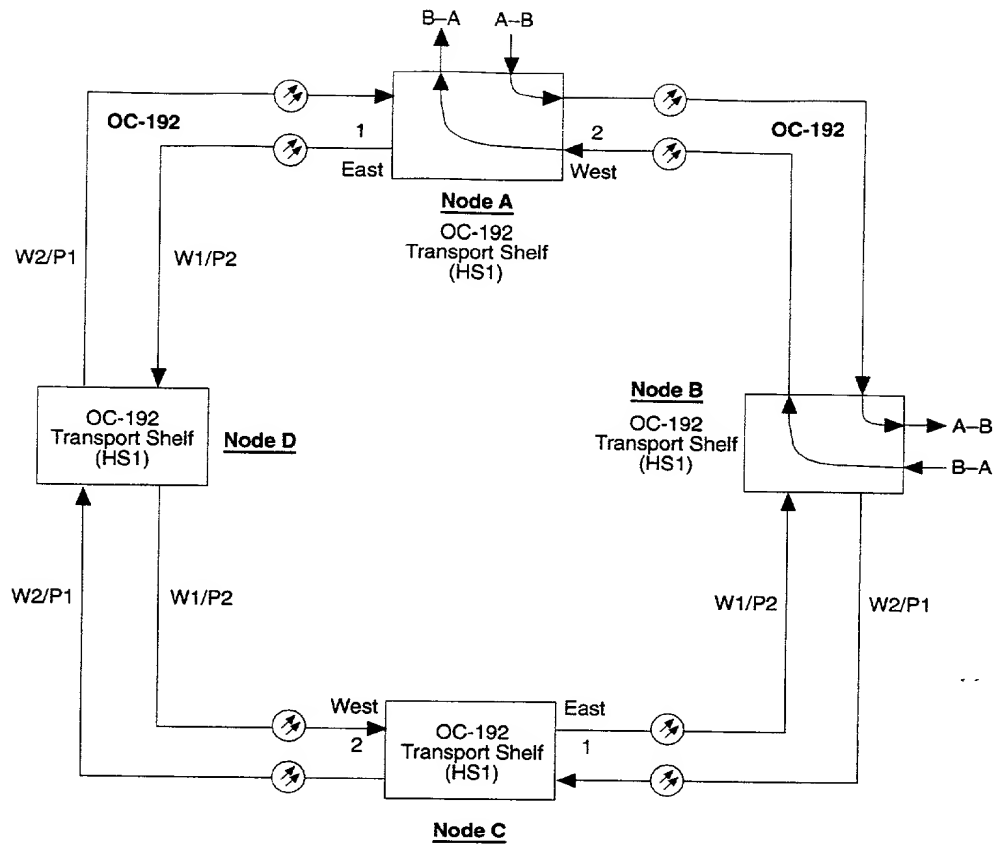 B–A
A–B
OC-192
1
East
2
West
OC-192
Node A
OC-192
Transport Shelf
(HS1)
W2/P1
W1/P2
OC-192
Transport Shelf
(HS1)
Node D
Node B
OC-192
Transport Shelf
(HS1)
A–B
B–A
W2/P1
W1/P2
W1/P2
W2/P1
West
2
OC-192
Transport Shelf
(HS1)
East
1
Node C